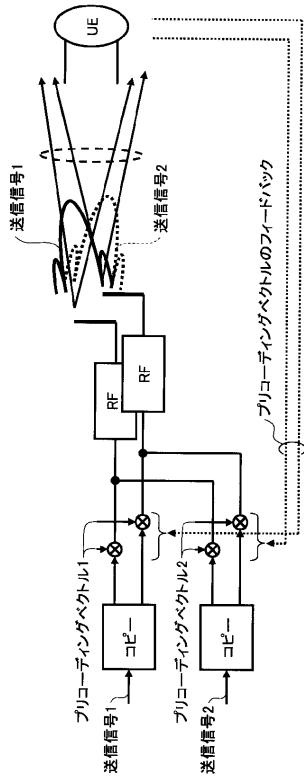 送信信号1
コピー
プリコーディングベクトル1
送信信号2
コピー
プリコーディングベクトル2
RF
RF
送信信号1
送信信号2
UE
プリコーディングベクトルのフィードバック